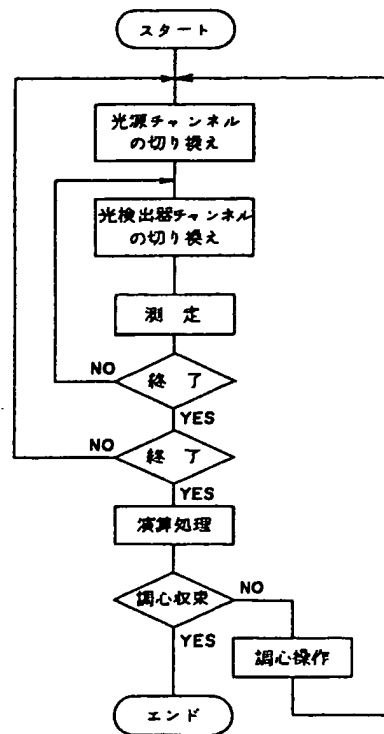 スタート
光源チャンネル
の切り換え
光検出器チャンネル
の切り換え
測 定
NO
終 了
YES
NO
終 了
YES
演算処理
調心収束
NO
YES
調心操作
エンド